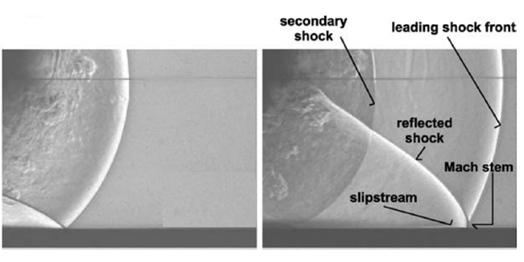 secondary
shock
leading shock front
reflected
shock
Mach stem
slipstream